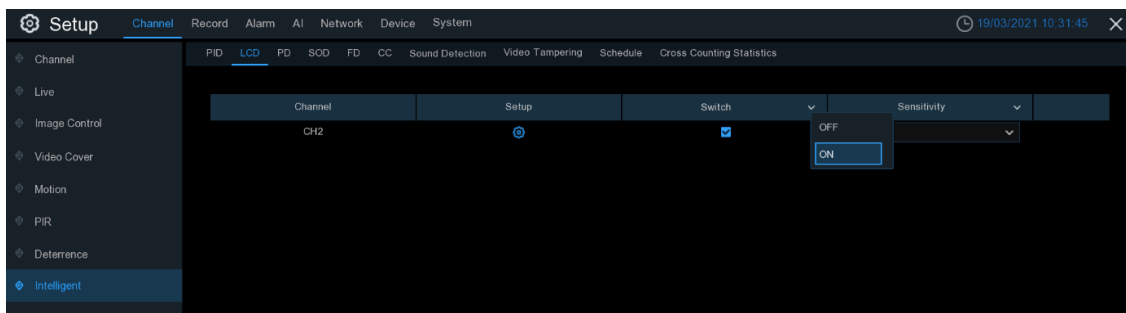 Setup Channel Record Alarm AI Network Device System 19/03/2021 10:31:45
Channel
Live
Image Control
Video Cover
Motion
PIR
Deterrence
Intelligent
PID LCD PD SOD FD CC Sound Detection Video Tampering Schedule Cross Counting Statistics
Channel Setup Switch Sensitivity
CH2
OFF
ON